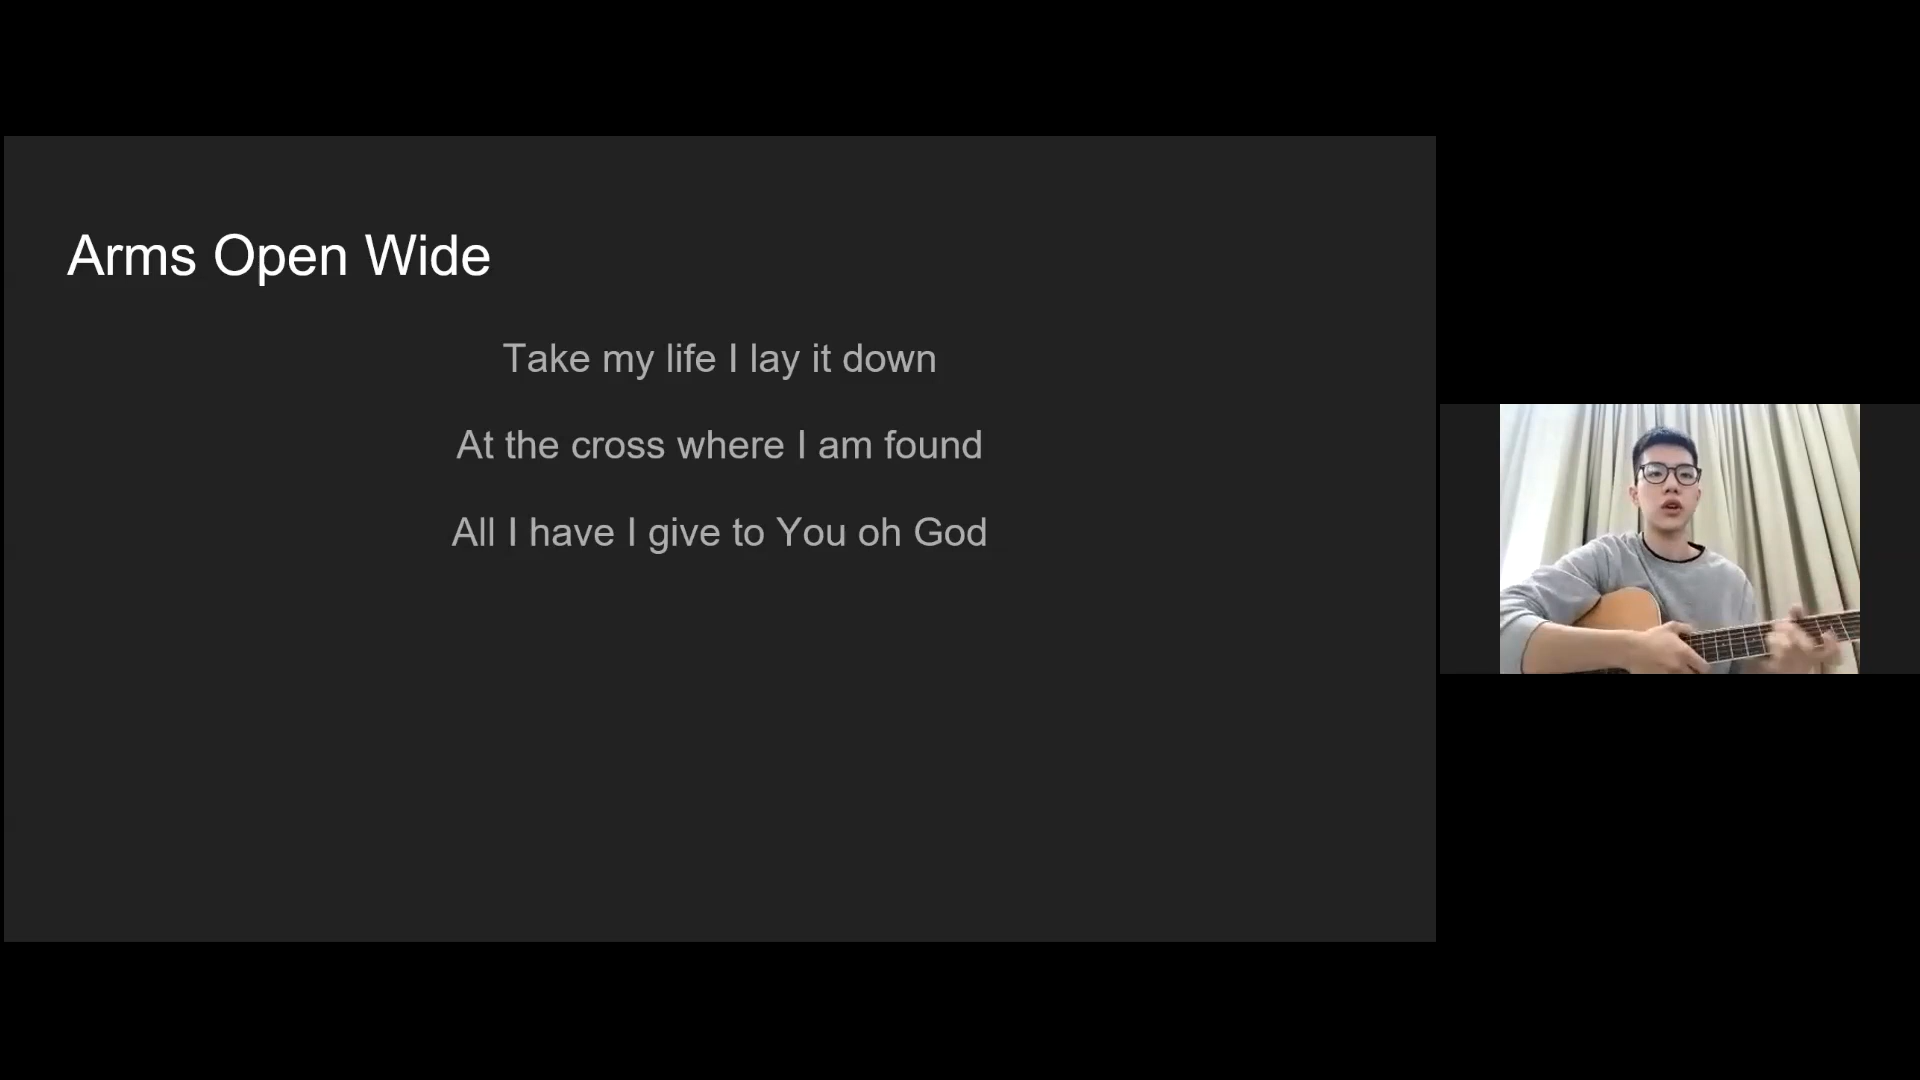 Arms Open Wide
Take my life I lay it down
At the cross where I am found
All I have I give to You oh God